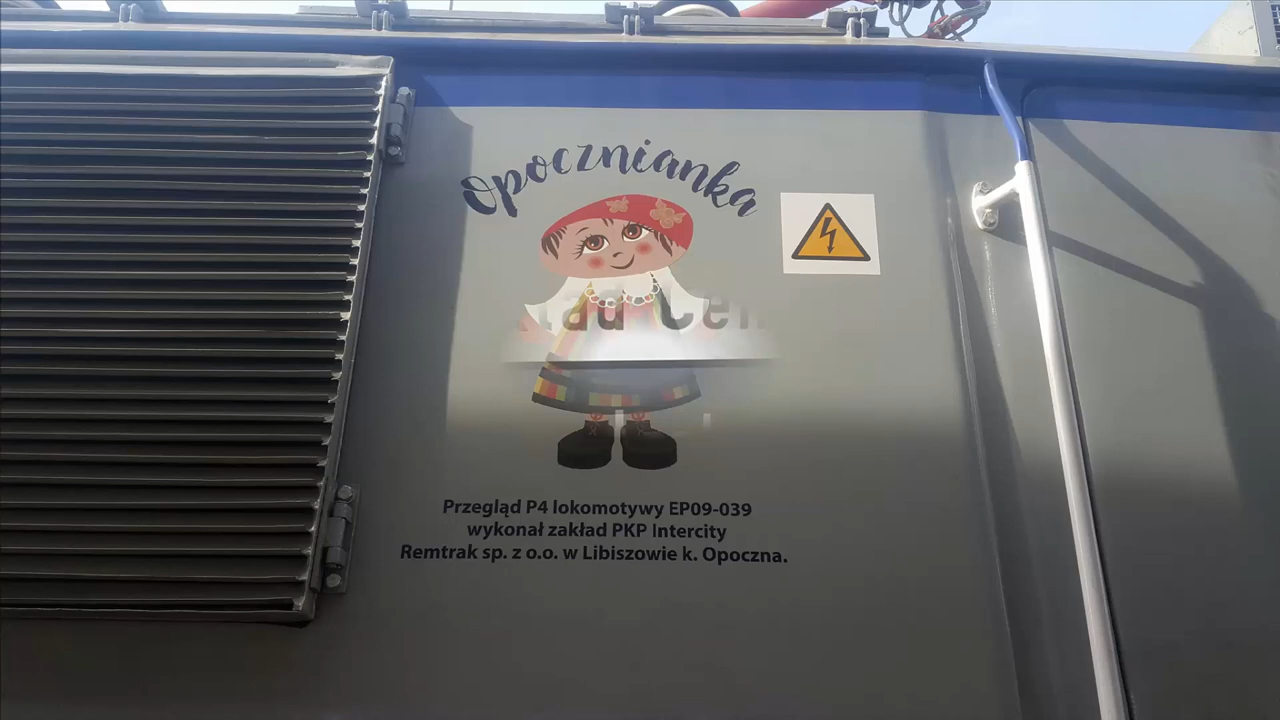 Opocznianka
Przegląd P4 lokomotywy EP09-039
wykonał zakład PKP Intercity
Remtrak sp. z o.o. w Libiszowie k. Opoczna.